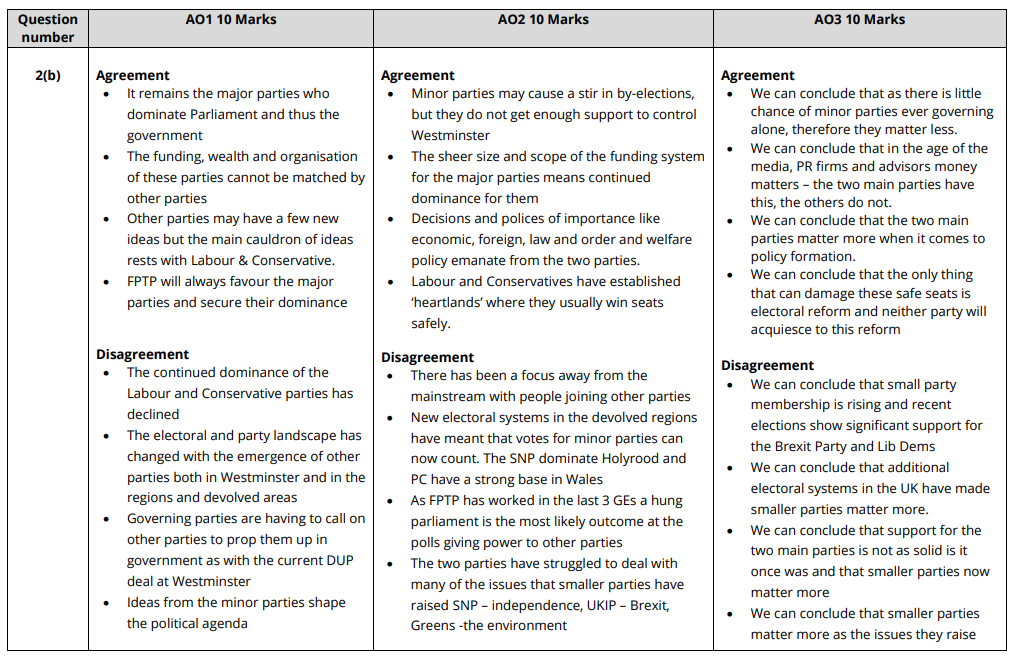 Question
number
AO1 10 Marks
AO2 10 Marks
AO3 10 Marks
2(b)
Agreement
• It remains the major parties who
dominate Parliament and thus the
government
• The funding, wealth and organisation
of these parties cannot be matched by
other parties
• Other parties may have a few new
ideas but the main cauldron of ideas
rests with Labour & Conservative.
• FPTP will always favour the major
parties and secure their dominance
Disagreement
• The continued dominance of the
Labour and Conservative parties has
declined
• The electoral and party landscape has
changed with the emergence of other
parties both in Westminster and in the
regions and devolved areas
• Governing parties are having to call on
other parties to prop them up in
government as with the current DUP
deal at Westminster
• Ideas from the minor parties shape
the political agenda
Agreement
• Minor parties may cause a stir in by-elections,
but they do not get enough support to control
Westminster
• The sheer size and scope of the funding system
for the major parties means continued
dominance for them
• Decisions and polices of importance like
economic, foreign, law and order and welfare
policy emanate from the two parties.
• Labour and Conservatives have established
‘heartlands’ where they usually win seats
safely.
Disagreement
• There has been a focus away from the
mainstream with people joining other parties
• New electoral systems in the devolved regions
have meant that votes for minor parties can
now count. The SNP dominate Holyrood and
PC have a strong base in Wales
• As FPTP has worked in the last 3 GEs a hung
parliament is the most likely outcome at the
polls giving power to other parties
• The two parties have struggled to deal with
many of the issues that smaller parties have
raised SNP – independence, UKIP – Brexit,
Greens -the environment
Agreement
• We can conclude that as there is little
chance of minor parties ever governing
alone, therefore they matter less.
• We can conclude that in the age of the
media, PR firms and advisors money
matters – the two main parties have
this, the others do not.
• We can conclude that the two main
parties matter more when it comes to
policy formation.
• We can conclude that the only thing
that can damage these safe seats is
electoral reform and neither party will
acquiesce to this reform
Disagreement
• We can conclude that small party
membership is rising and recent
elections show significant support for
the Brexit Party and Lib Dems
• We can conclude that additional
electoral systems in the UK have made
smaller parties matter more.
• We can conclude that support for the
two main parties is not as solid is it
once was and that smaller parties now
matter more
• We can conclude that smaller parties
matter more as the issues they raise